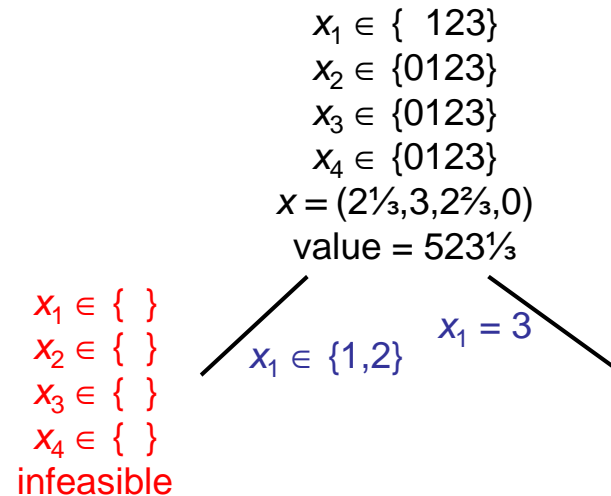 x₁ ∈ { 123}
x₂ ∈ {0123}
x₃ ∈ {0123}
x₄ ∈ {0123}
x = (2⅓,3,2⅔,0)
value = 523⅓
x₁ ∈ { }
x₂ ∈ { }
x₃ ∈ { }
x₄ ∈ { }
infeasible
x₁ ∈ {1,2}
x₁ = 3